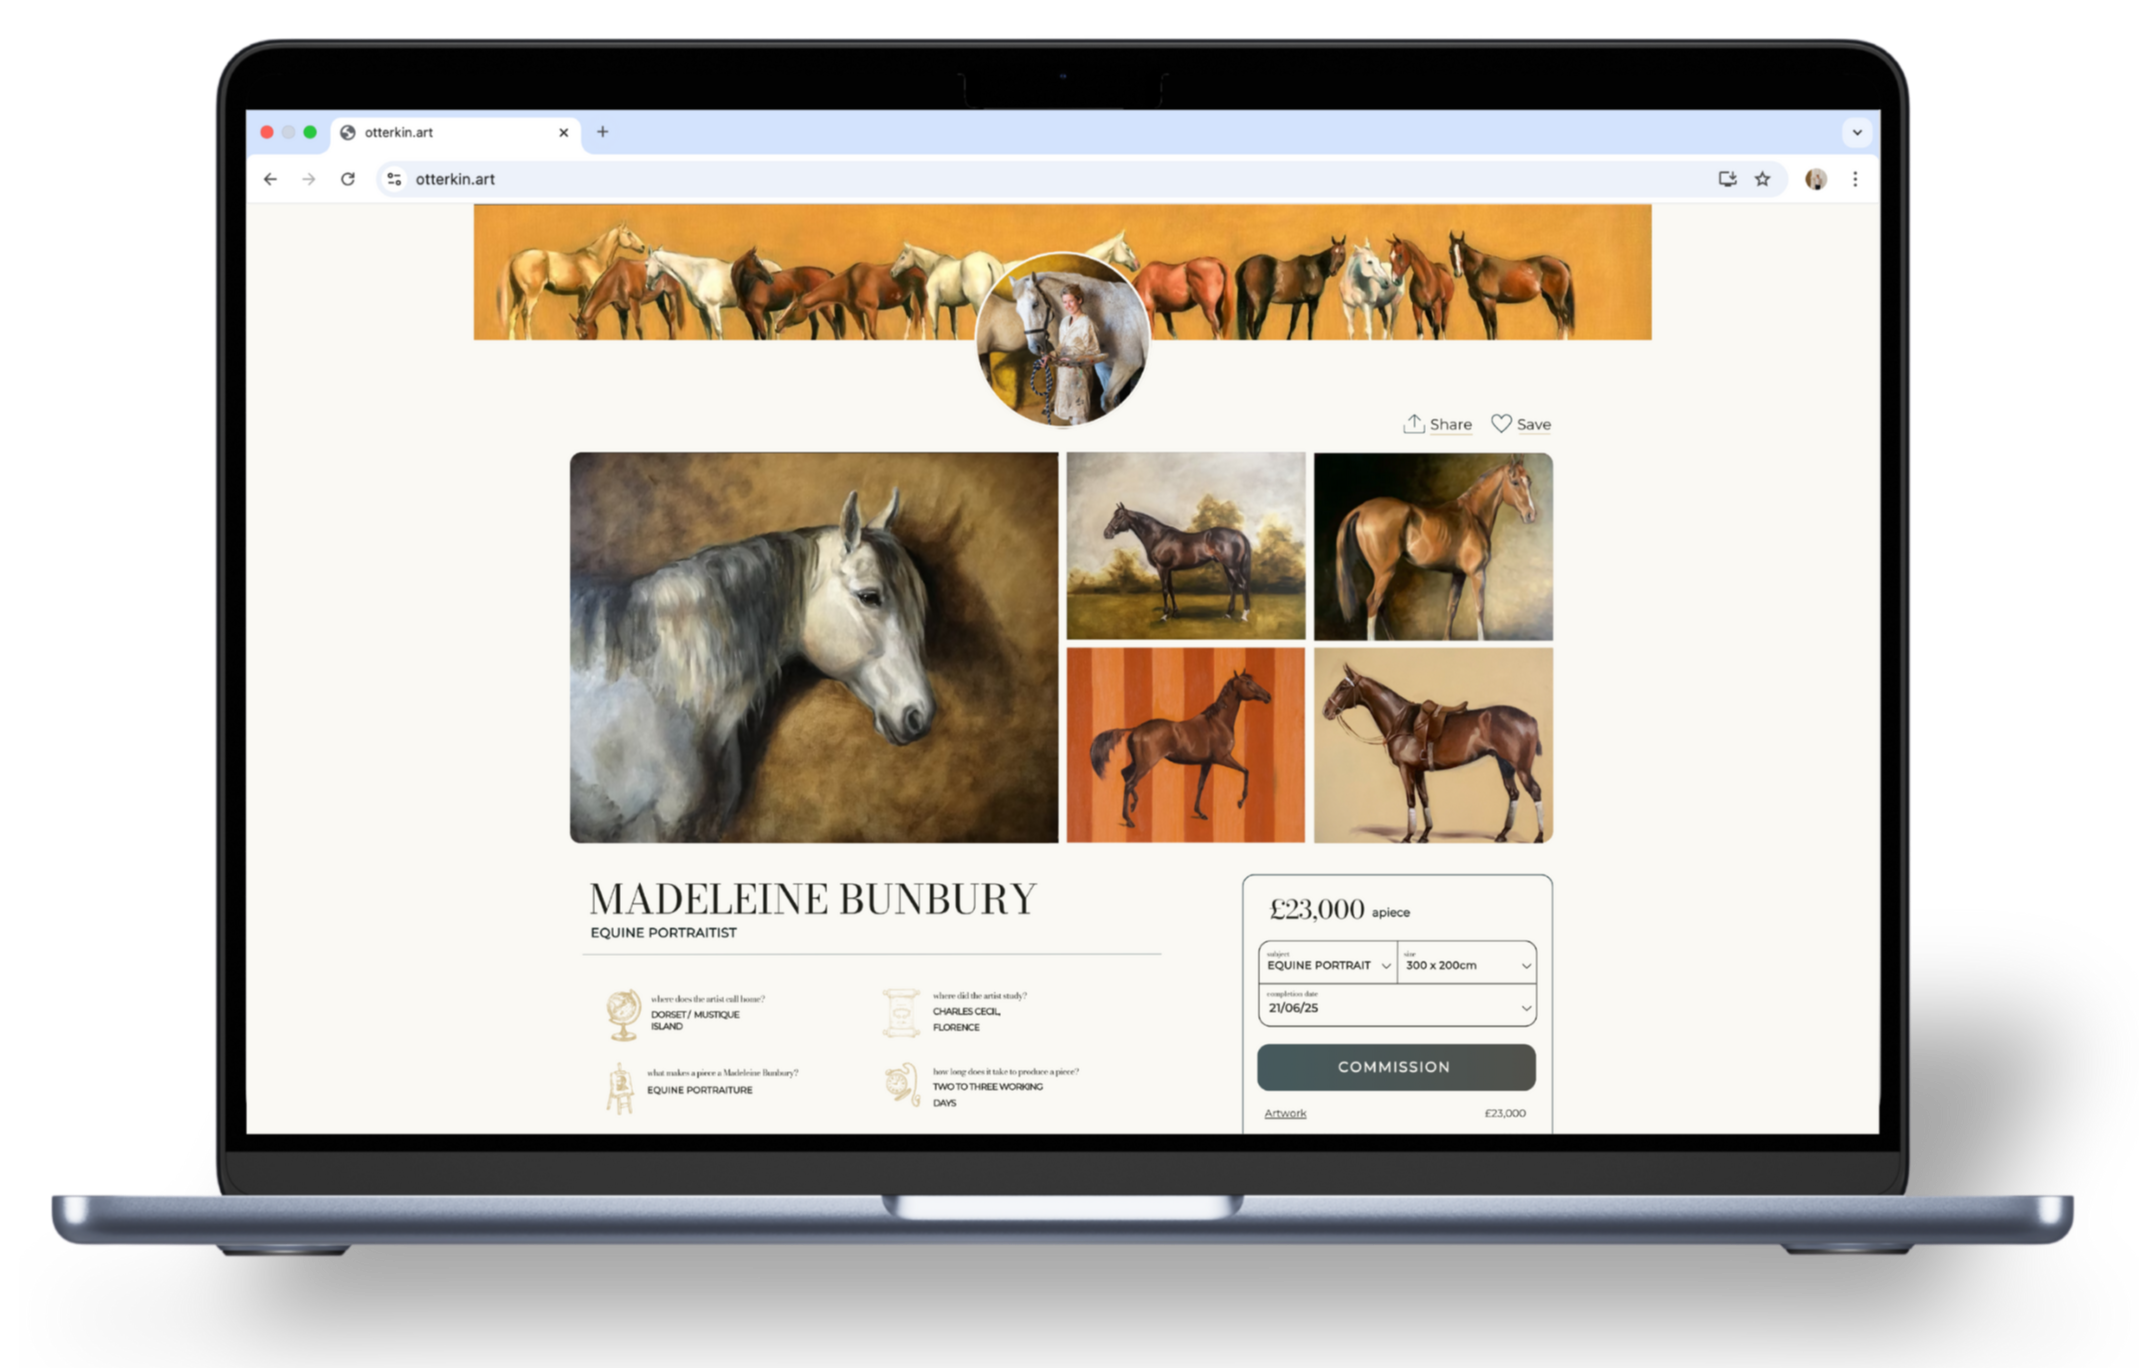 otterkin.art
otterkin.art
Share Save
MADELEINE BUNBURY
EQUINE PORTRAITIST
where does the artist call home?
DORSET / MUSTIQUE
ISLAND
where did the artist study?
CHARLES CECIL,
FLORENCE
what makes a piece a Madeleine Bunbury?
EQUINE PORTRAITURE
how long does it take to produce a piece?
TWO TO THREE WORKING
DAYS
£23,000 apiece
subject
EQUINE PORTRAIT
size
300 x 200cm
completion date
21/06/25
COMMISSION
Artwork £23,000